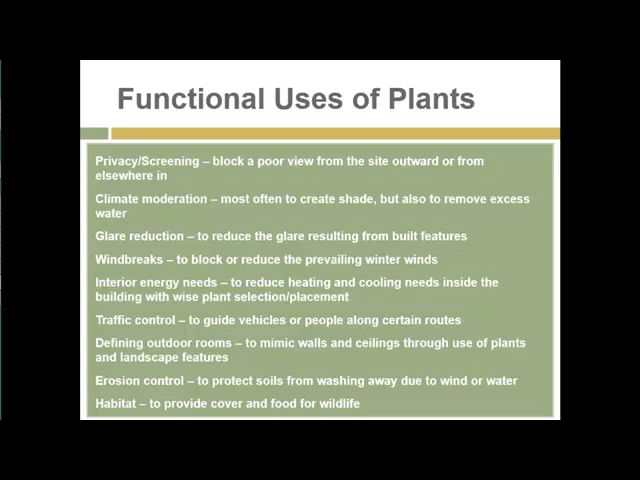 Functional Uses of Plants
Privacy/Screening – block a poor view from the site outward or from
elsewhere in
Climate moderation – most often to create shade, but also to remove excess
water
Glare reduction – to reduce the glare resulting from built features
Windbreaks – to block or reduce the prevailing winter winds
Interior energy needs – to reduce heating and cooling needs inside the
building with wise plant selection/placement
Traffic control – to guide vehicles or people along certain routes
Defining outdoor rooms – to mimic walls and ceilings through use of plants
and landscape features
Erosion control – to protect soils from washing away due to wind or water
Habitat – to provide cover and food for wildlife